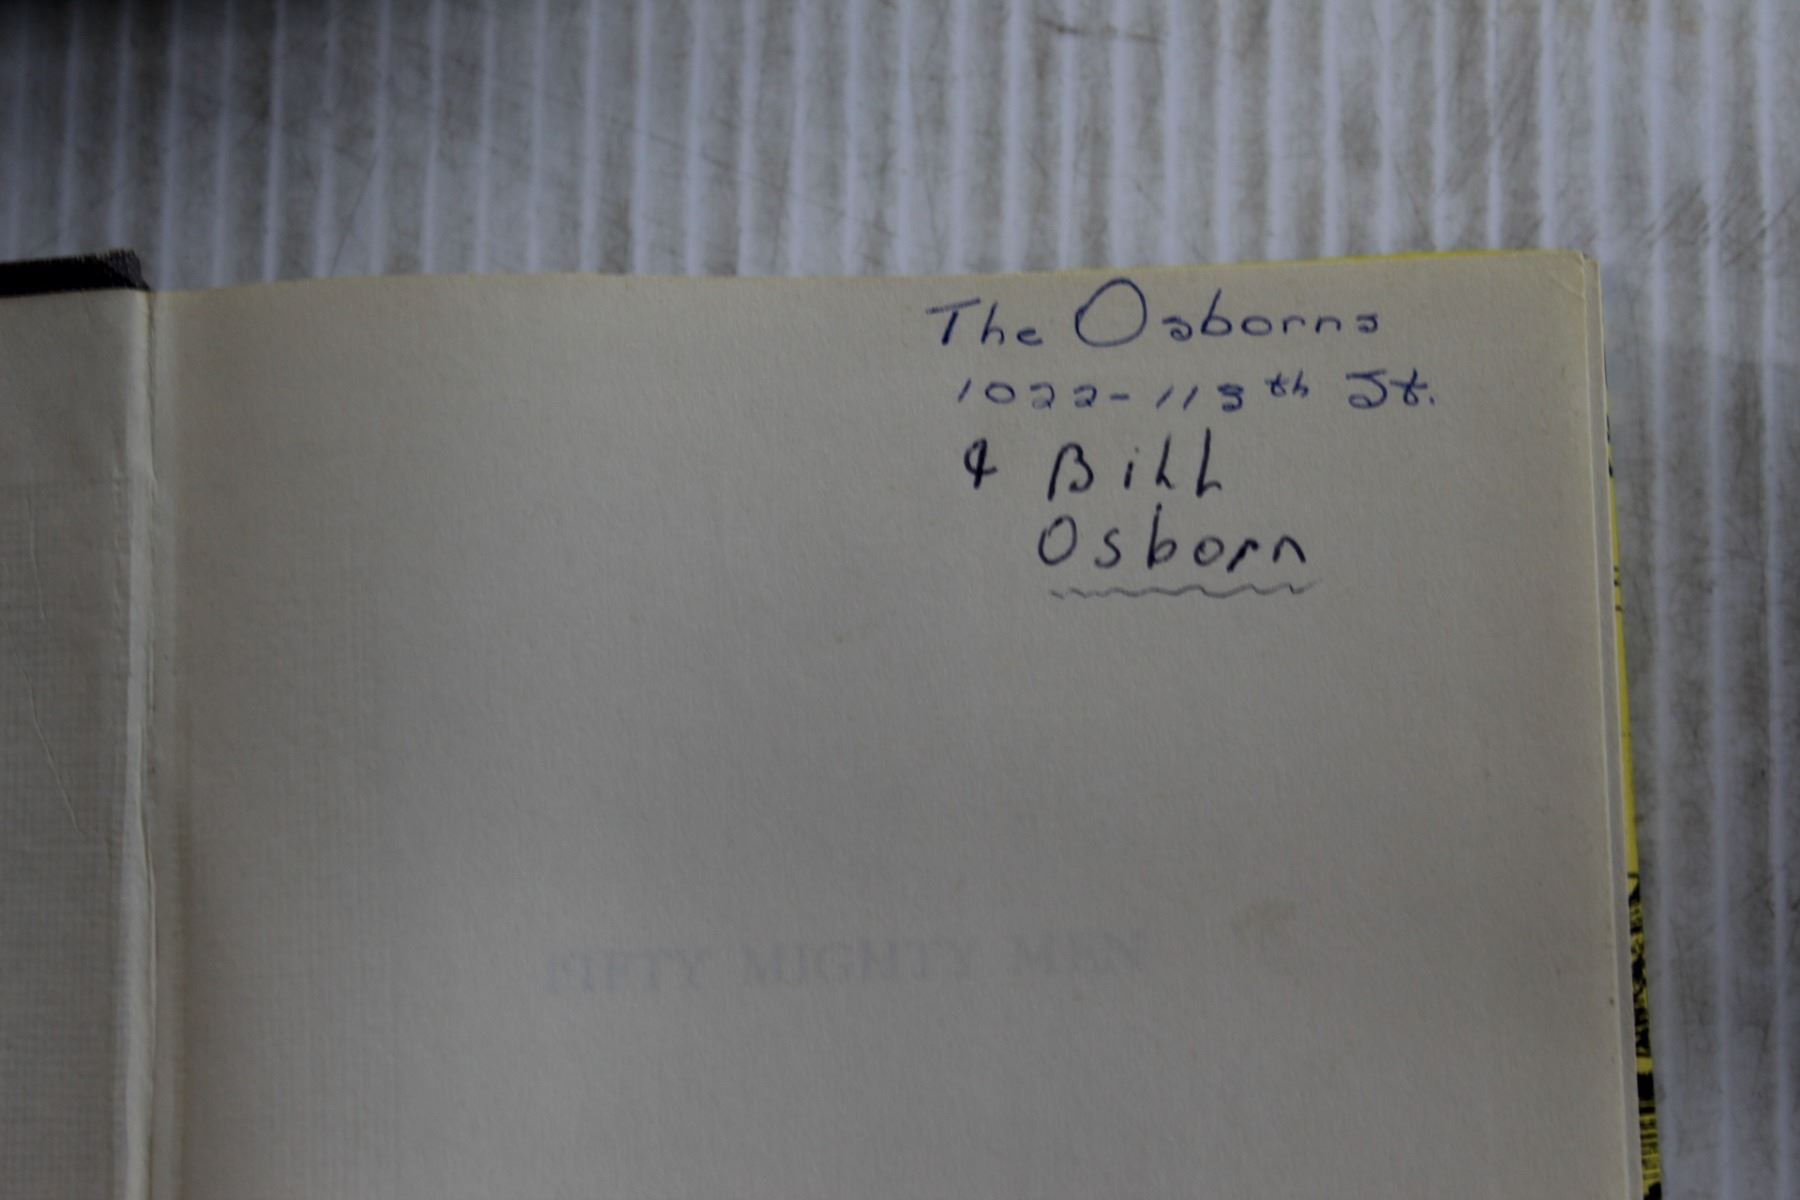 The Osborns
1022-115th St.
& Bill
Osborn
FIFTY MIGHTY MEN